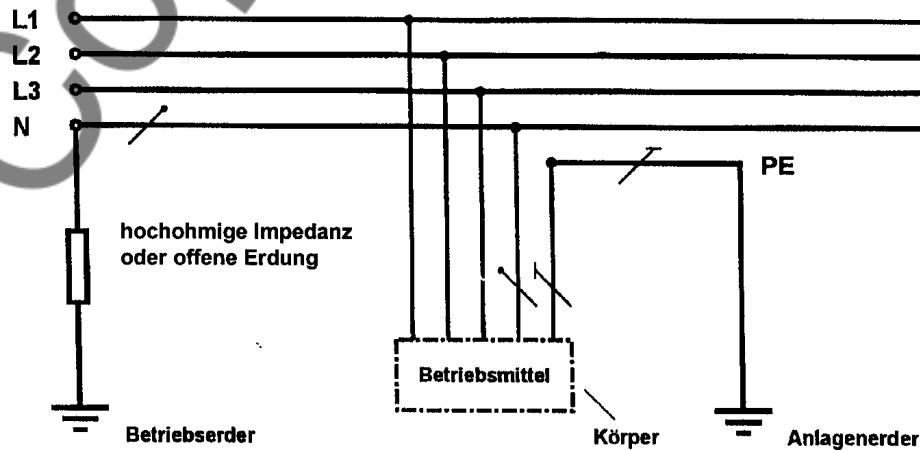 L1
L2
L3
N
PE
hochohmige Impedanz
oder offene Erdung
Betriebsmittel
Betriebserder
Körper
Anlagenerder